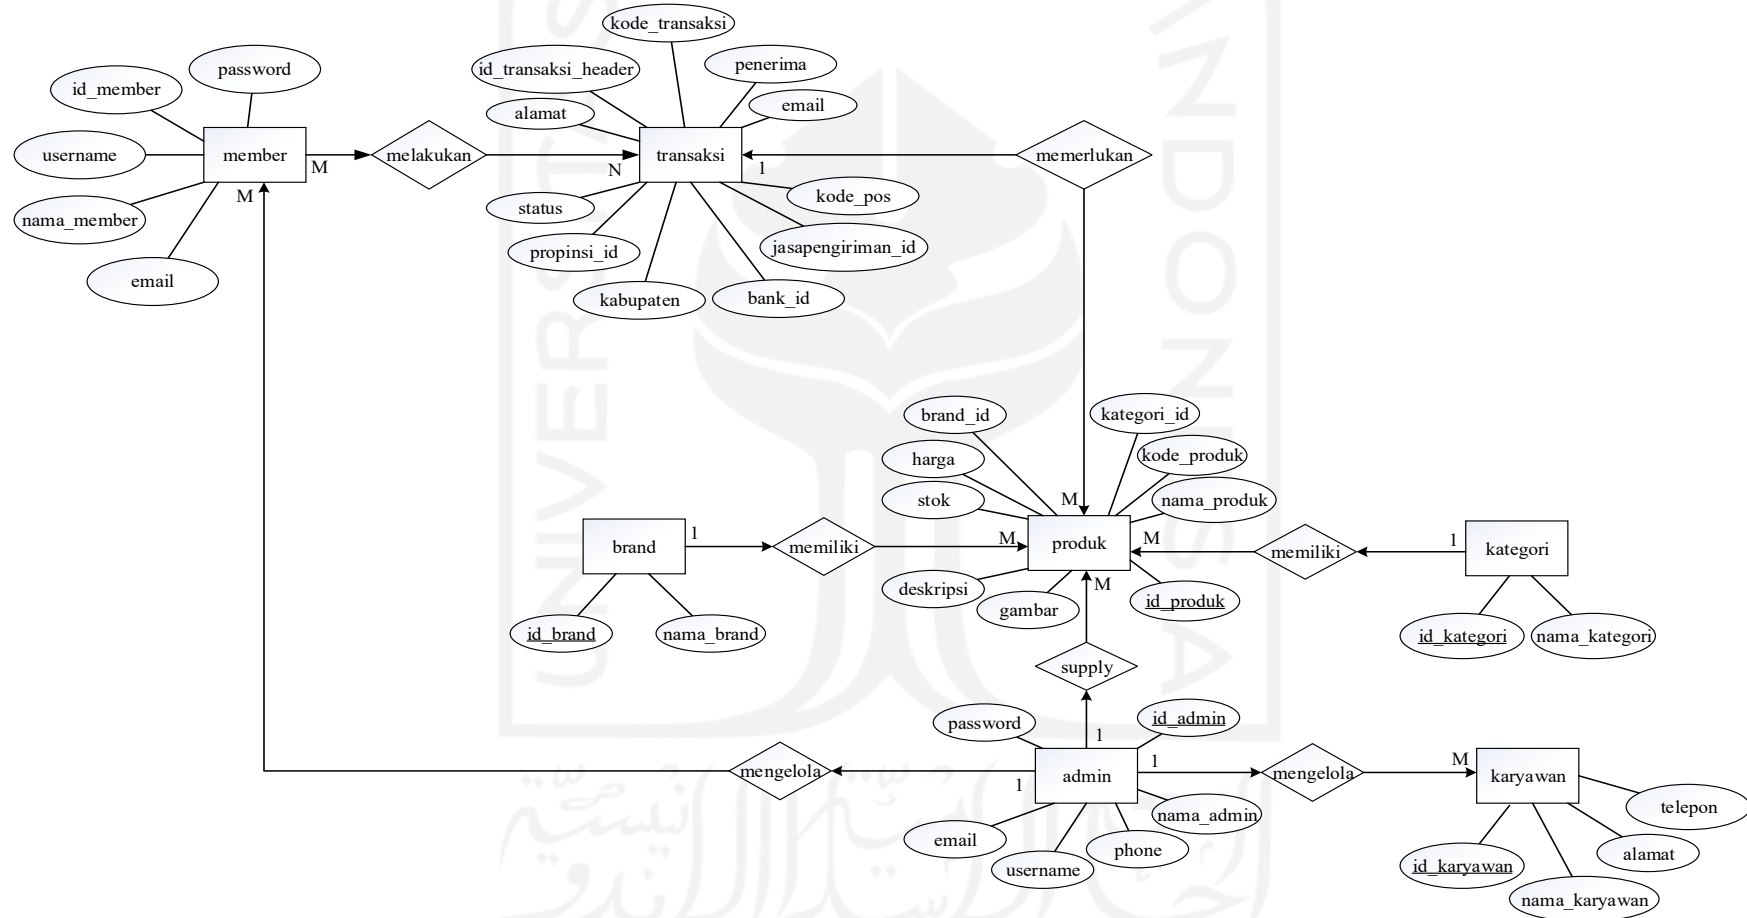 kode_transaksi
password
id_transaksi_header
penerima
id_member
email
alamat
username
member
M
melakukan
N
transaksi
1
memerlukan
M
nama_member
status
kode_pos
propinsi_id
jasapengiriman_id
email
kabupaten
bank_id
brand_id
kategori_id
harga
kode_produk
stok
nama_produk
M
brand
1
memiliki
M
produk
M
memiliki
1
kategori
deskripsi
gambar
M
id_produk
id_brand
nama_brand
id_kategori
nama_kategori
supply
password
id_admin
1
mengelola
1
admin
1
mengelola
M
karyawan
nama_admin
telepon
email
phone
username
id_karyawan
alamat
nama_karyawan
UNIVERSITAS
INDONESIA